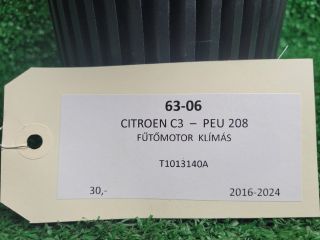 63-06
CITROEN C3 – PEU 208
FŰTŐMOTOR KLÍMÁS
T1013140A
30,- 2016-2024